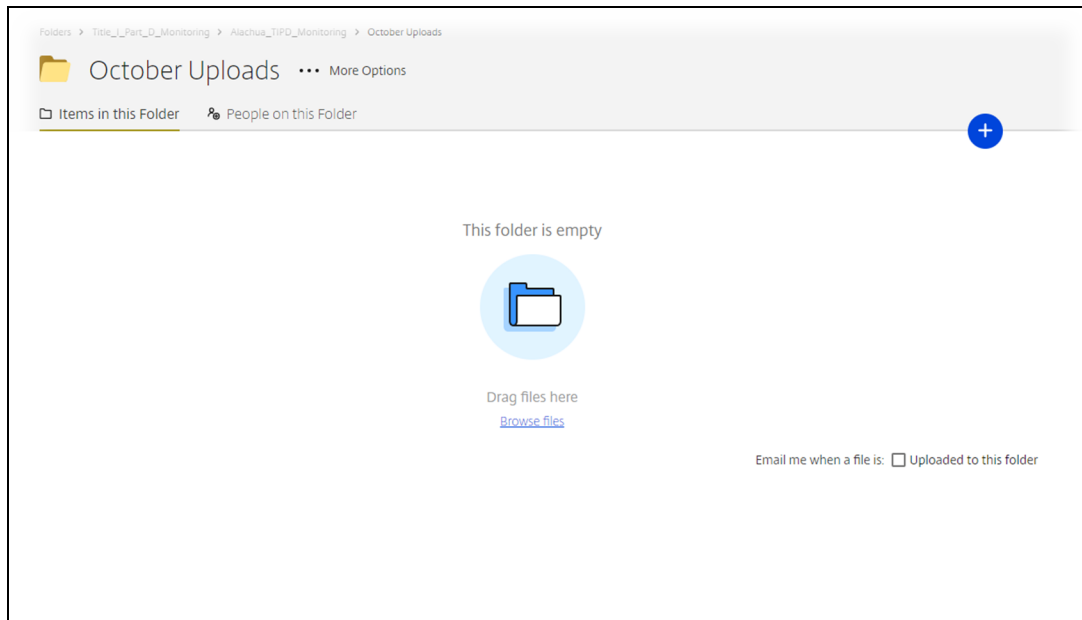 Folders > Title_I_Part_D_Monitoring > Alachua_TIPD_Monitoring > October Uploads
October Uploads ••• More Options
Items in this Folder People on this Folder
+
This folder is empty
Drag files here
Browse files
Email me when a file is: Uploaded to this folder